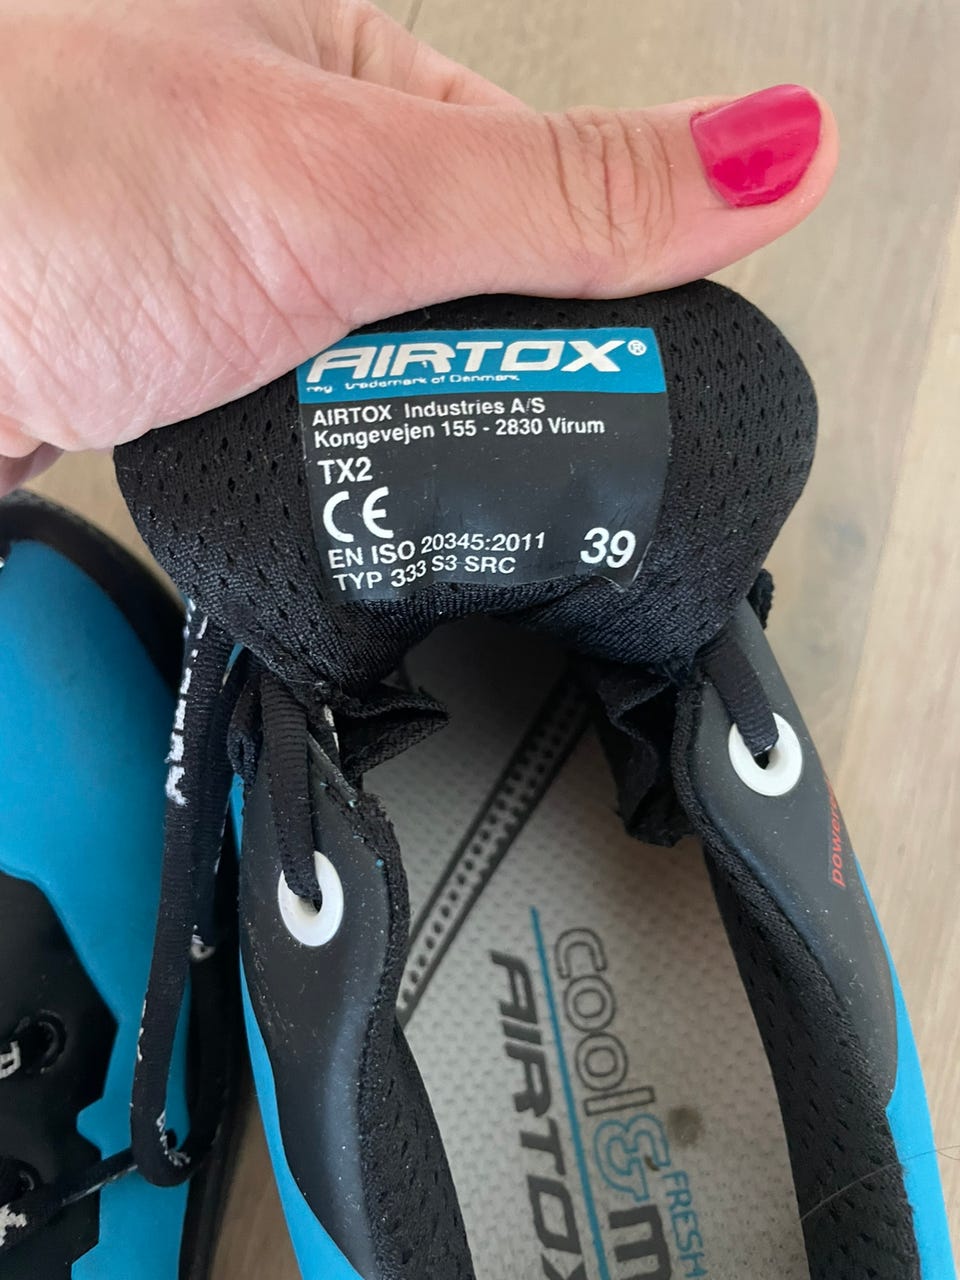 AIRTOX®
reg trademark of Denmark
AIRTOX Industries A/S
Kongevejen 155 - 2830 Virum
TX2
CE
EN ISO 20345:2011
TYP 333 S3 SRC
39
AIRTOX
cool&
FRESH